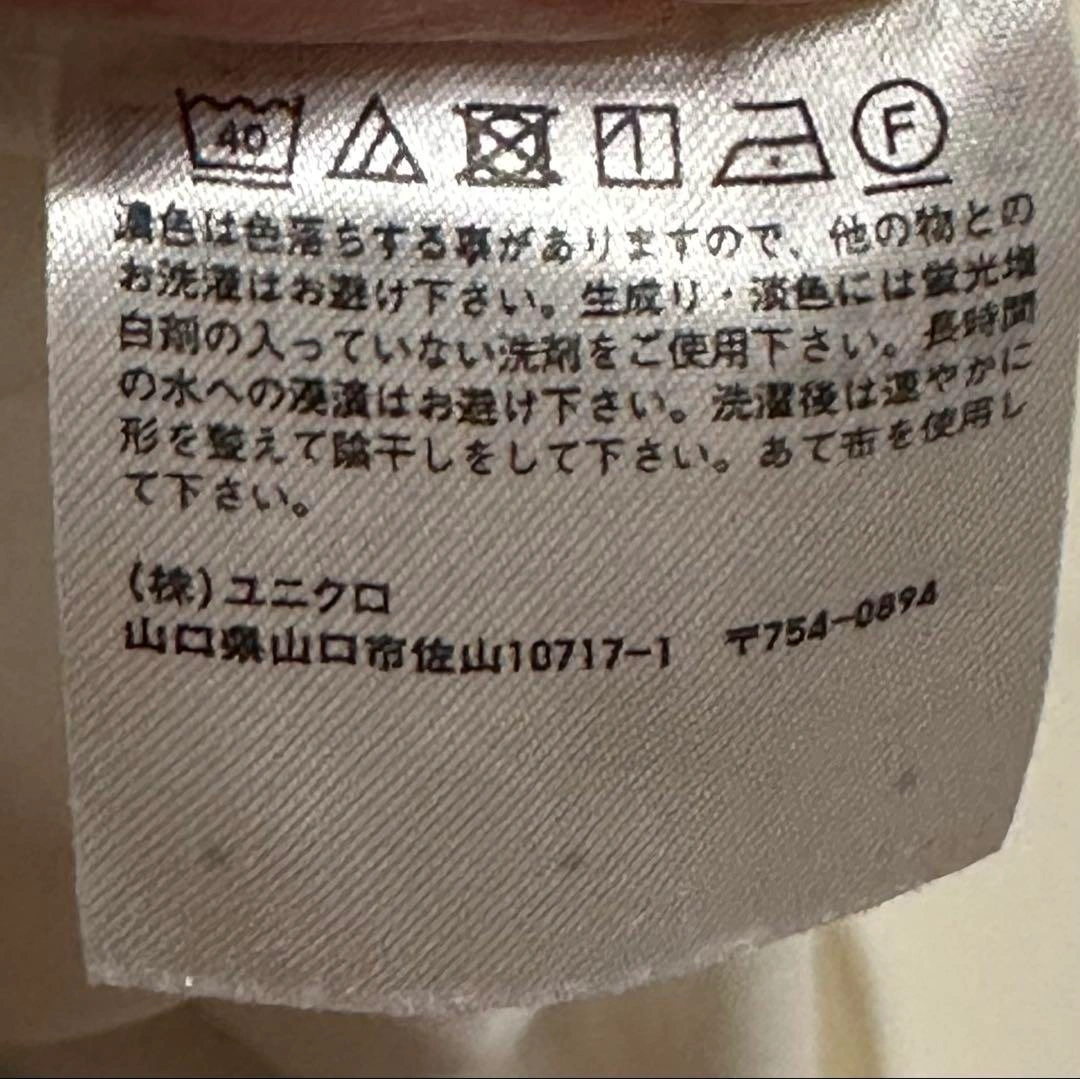 40 F
濃色は色落ちする事がありますので、他の物との
お洗濯はお避け下さい。生成り・淡色には蛍光増
白剤の入っていない洗剤をご使用下さい。長時間
の水への浸漬はお避け下さい。洗濯後は速やかに
形を整えて陰干しをして下さい。あて布を使用し
て下さい。
(株)ユニクロ
山口県山口市佐山10717-1 〒754-0894